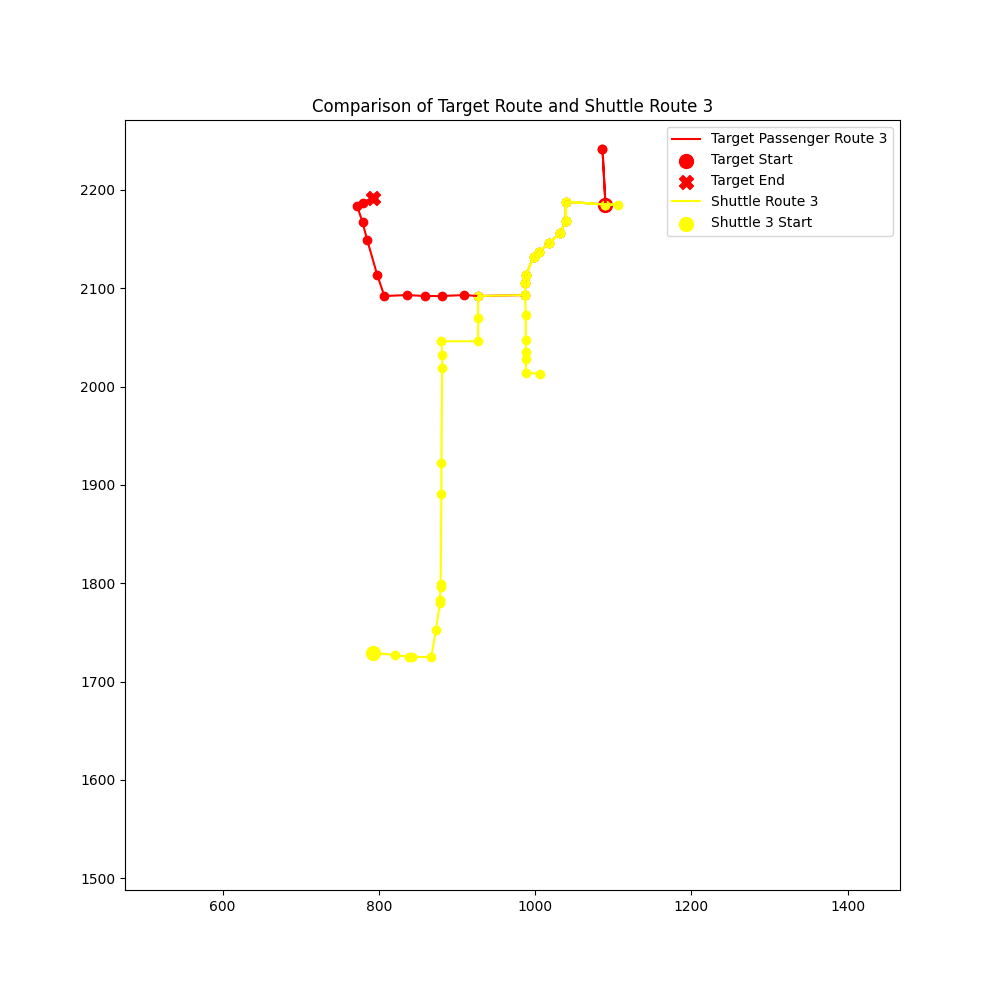 Comparison of Target Route and Shuttle Route 3
Target Passenger Route 3
Target Start
Target End
Shuttle Route 3
Shuttle 3 Start
2200
2100
2000
1900
1800
1700
1600
1500
600 800 1000 1200 1400